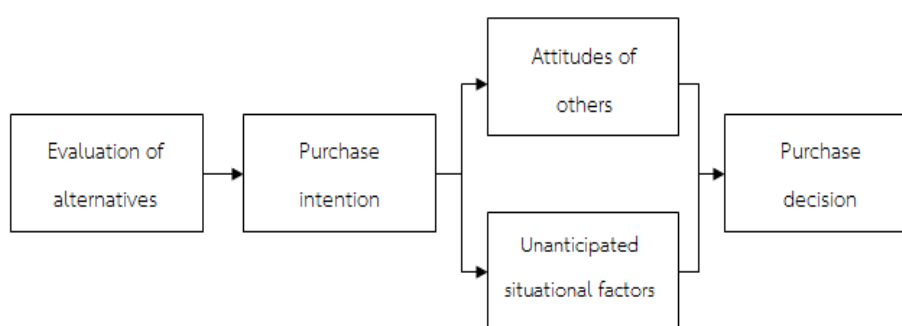 Evaluation of
alternatives
Purchase
intention
Attitudes of
others
Unanticipated
situational factors
Purchase
decision